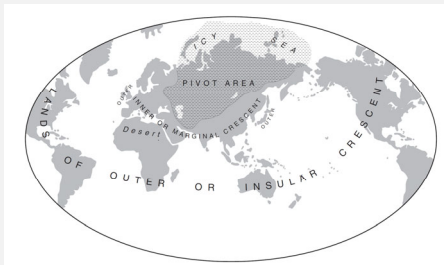 ICY SEA
PIVOT AREA
OUTER
INNER OR MARGINAL CRESCENT
OUTER
Desert
LANDS OF OUTER OR INSULAR CRESCENT